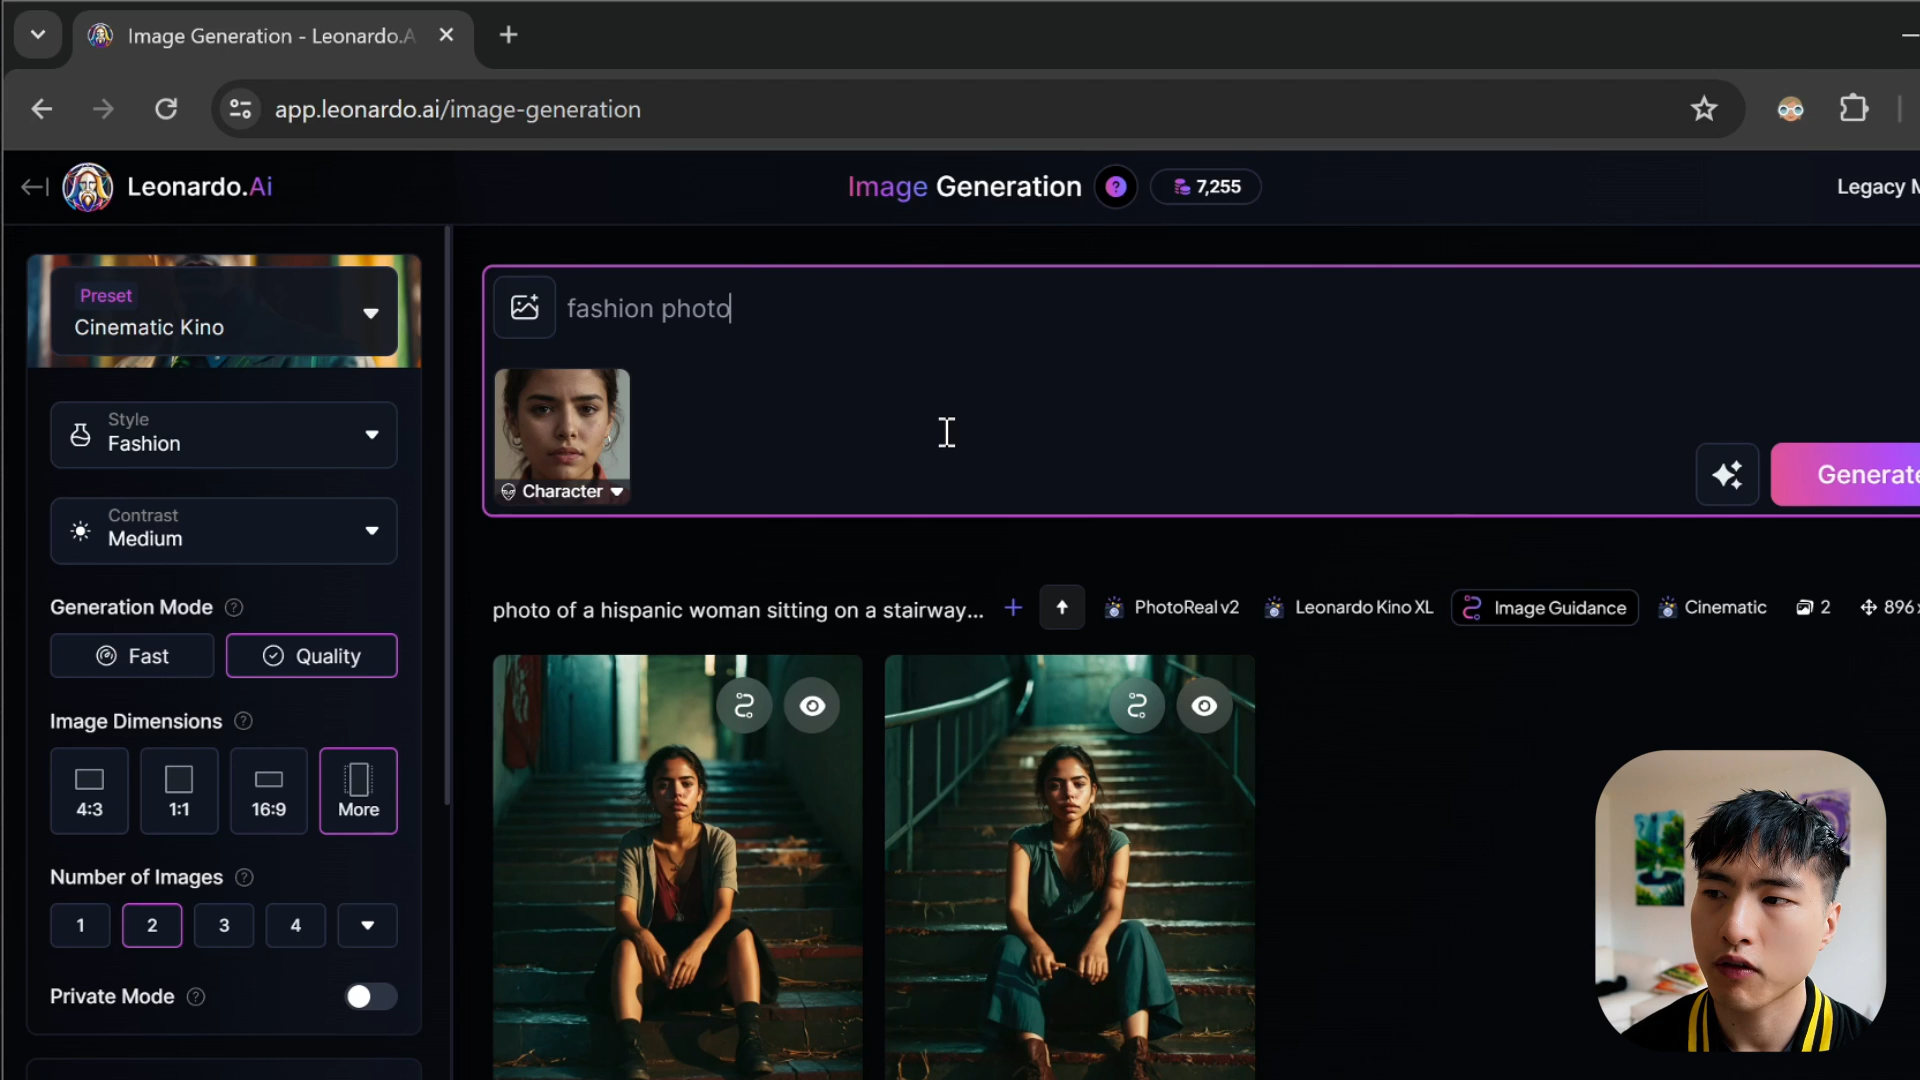 Image Generation - Leonardo.A
app.leonardo.ai/image-generation
Leonardo.Ai
Image Generation ? 7,255
Legacy M
Preset
Cinematic Kino
fashion photo
Style
Fashion
Character
Generate
Contrast
Medium
Generation Mode ?
photo of a hispanic woman sitting on a stairway... + PhotoReal v2 Leonardo Kino XL Image Guidance Cinematic 2 896x
Fast Quality
Image Dimensions ?
4:3 1:1 16:9 More
Number of Images ?
1 2 3 4
Private Mode ?